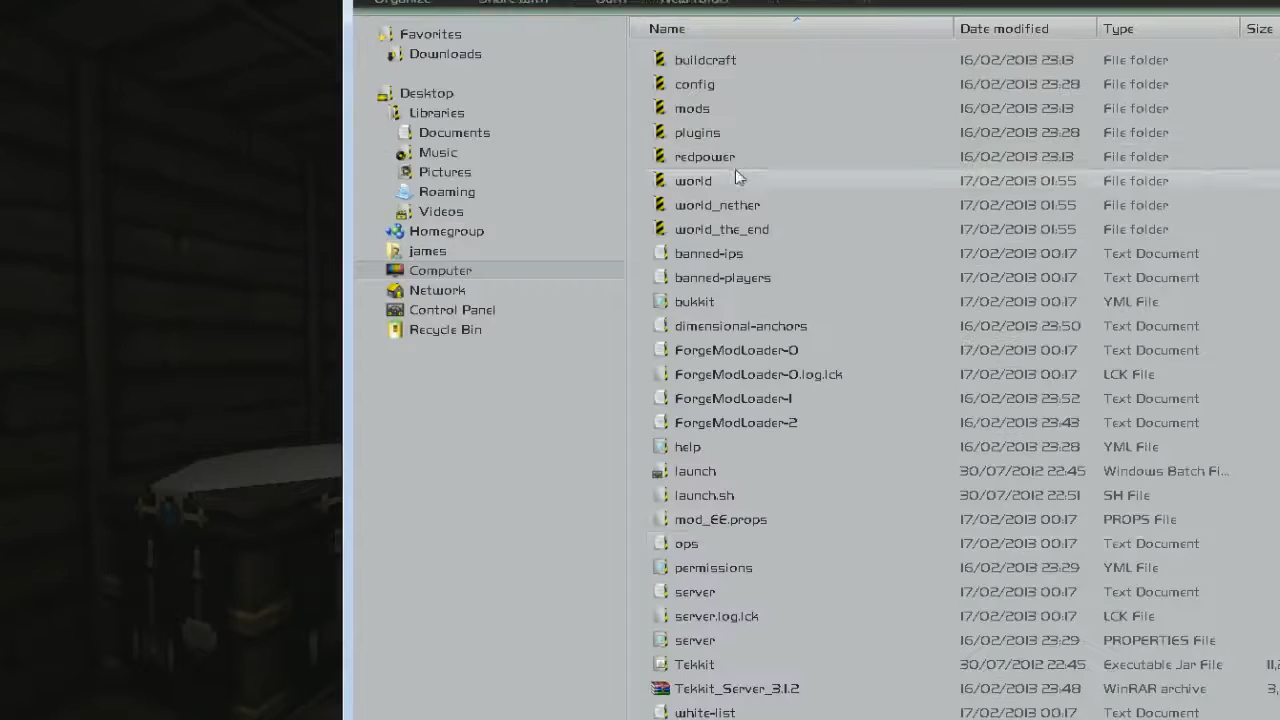 Name Date modified Type Size
Favorites
Downloads
Desktop
Libraries
Documents
Music
Pictures
Roaming
Videos
Homegroup
james
Computer
Network
Control Panel
Recycle Bin
buildcraft 16/02/2013 23:13 File folder
config 16/02/2013 23:28 File folder
mods 16/02/2013 23:13 File folder
plugins 16/02/2013 23:28 File folder
redpower 16/02/2013 23:13 File folder
world 17/02/2013 01:55 File folder
world_nether 17/02/2013 01:55 File folder
world_the_end 17/02/2013 01:55 File folder
banned-ips 17/02/2013 00:17 Text Document
banned-players 17/02/2013 00:17 Text Document
bukkit 17/02/2013 00:17 YML File
dimensional-anchors 16/02/2013 23:50 Text Document
ForgeModLoader-0 17/02/2013 00:17 Text Document
ForgeModLoader-0.log.lck 17/02/2013 00:17 LCK File
ForgeModLoader-1 16/02/2013 23:52 Text Document
ForgeModLoader-2 16/02/2013 23:43 Text Document
help 16/02/2013 23:28 YML File
launch 30/07/2012 22:45 Windows Batch Fi...
launch.sh 30/07/2012 22:51 SH File
mod_EE.props 17/02/2013 00:17 PROPS File
ops 17/02/2013 00:17 Text Document
permissions 16/02/2013 23:29 YML File
server 17/02/2013 00:17 Text Document
server.log.lck 17/02/2013 00:17 LCK File
server 16/02/2013 23:29 PROPERTIES File
Tekkit 30/07/2012 22:45 Executable Jar File 11,
Tekkit_Server_3.1.2 16/02/2013 23:48 WinRAR archive 3,
white-list 17/02/2013 00:17 Text Document